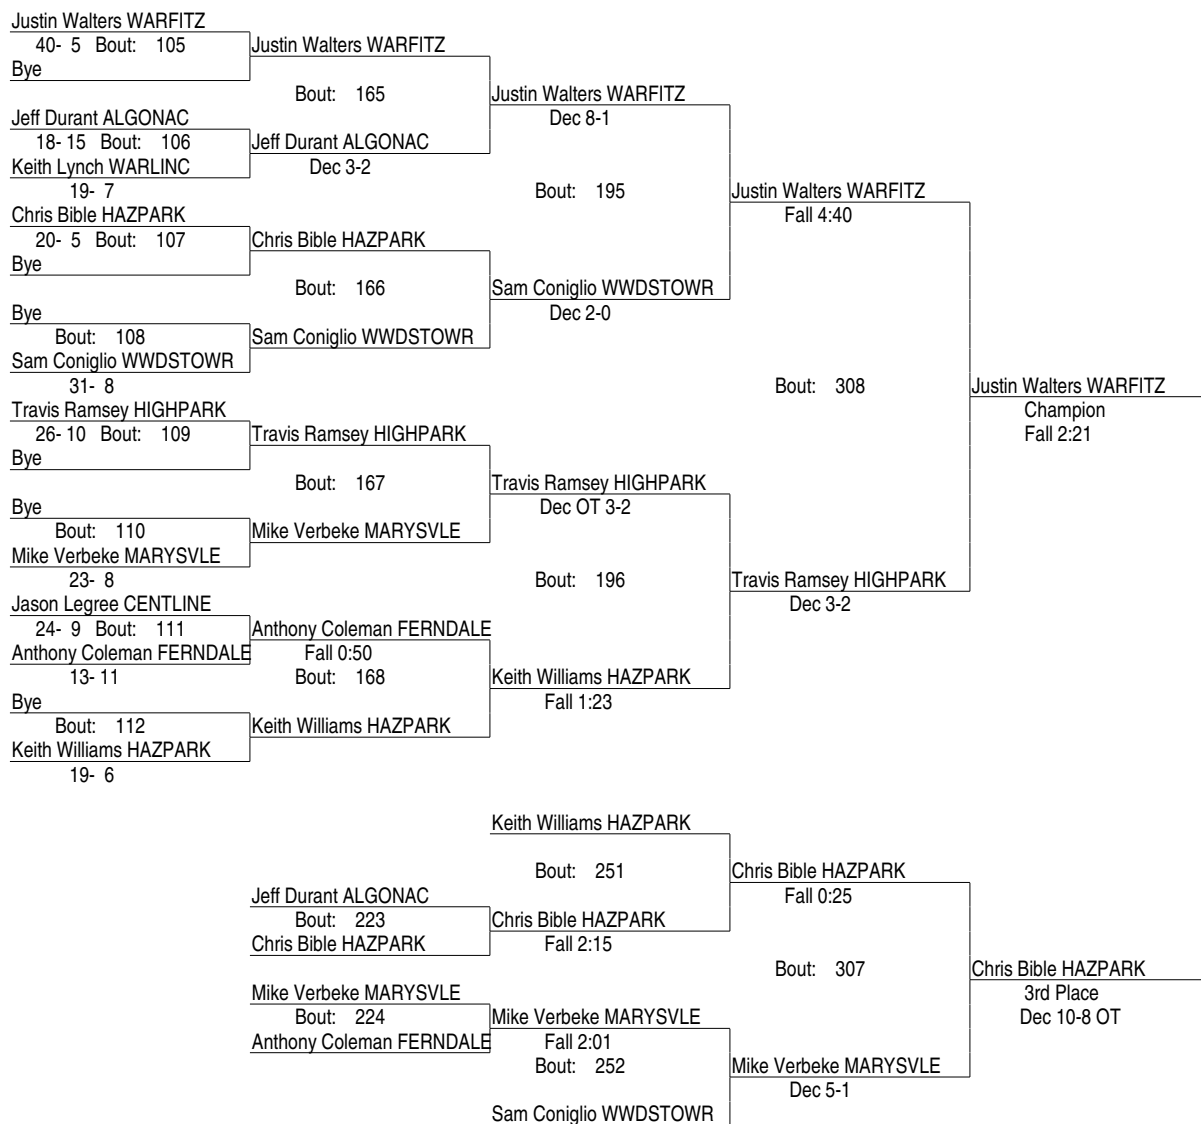 Justin Walters WARFITZ
40- 5 Bout: 105 Justin Walters WARFITZ
Bye
Bout: 165 Justin Walters WARFITZ
Jeff Durant ALGONAC Dec 8-1
18- 15 Bout: 106 Jeff Durant ALGONAC
Keith Lynch WARLINC Dec 3-2
19- 7 Bout: 195 Justin Walters WARFITZ
Chris Bible HAZPARK Fall 4:40
20- 5 Bout: 107 Chris Bible HAZPARK
Bye
Bout: 166 Sam Coniglio WWDSTOWR
Bye Dec 2-0
Bout: 108 Sam Coniglio WWDSTOWR
Sam Coniglio WWDSTOWR
31- 8 Bout: 308 Justin Walters WARFITZ
Travis Ramsey HIGHPARK Champion
26- 10 Bout: 109 Travis Ramsey HIGHPARK Fall 2:21
Bye
Bout: 167 Travis Ramsey HIGHPARK
Bye Dec OT 3-2
Bout: 110 Mike Verbeke MARYSVLE
Mike Verbeke MARYSVLE
23- 8 Bout: 196 Travis Ramsey HIGHPARK
Jason Legree CENTLINE Dec 3-2
24- 9 Bout: 111 Anthony Coleman FERNDALE
Anthony Coleman FERNDALE Fall 0:50
13- 11 Bout: 168 Keith Williams HAZPARK
Bye Fall 1:23
Bout: 112 Keith Williams HAZPARK
Keith Williams HAZPARK
19- 6
Keith Williams HAZPARK
Bout: 251 Chris Bible HAZPARK
Jeff Durant ALGONAC Fall 0:25
Bout: 223 Chris Bible HAZPARK
Chris Bible HAZPARK Fall 2:15
Bout: 307 Chris Bible HAZPARK
Mike Verbeke MARYSVLE 3rd Place
Bout: 224 Mike Verbeke MARYSVLE Dec 10-8 OT
Anthony Coleman FERNDALE Fall 2:01
Bout: 252 Mike Verbeke MARYSVLE
Dec 5-1
Sam Coniglio WWDSTOWR